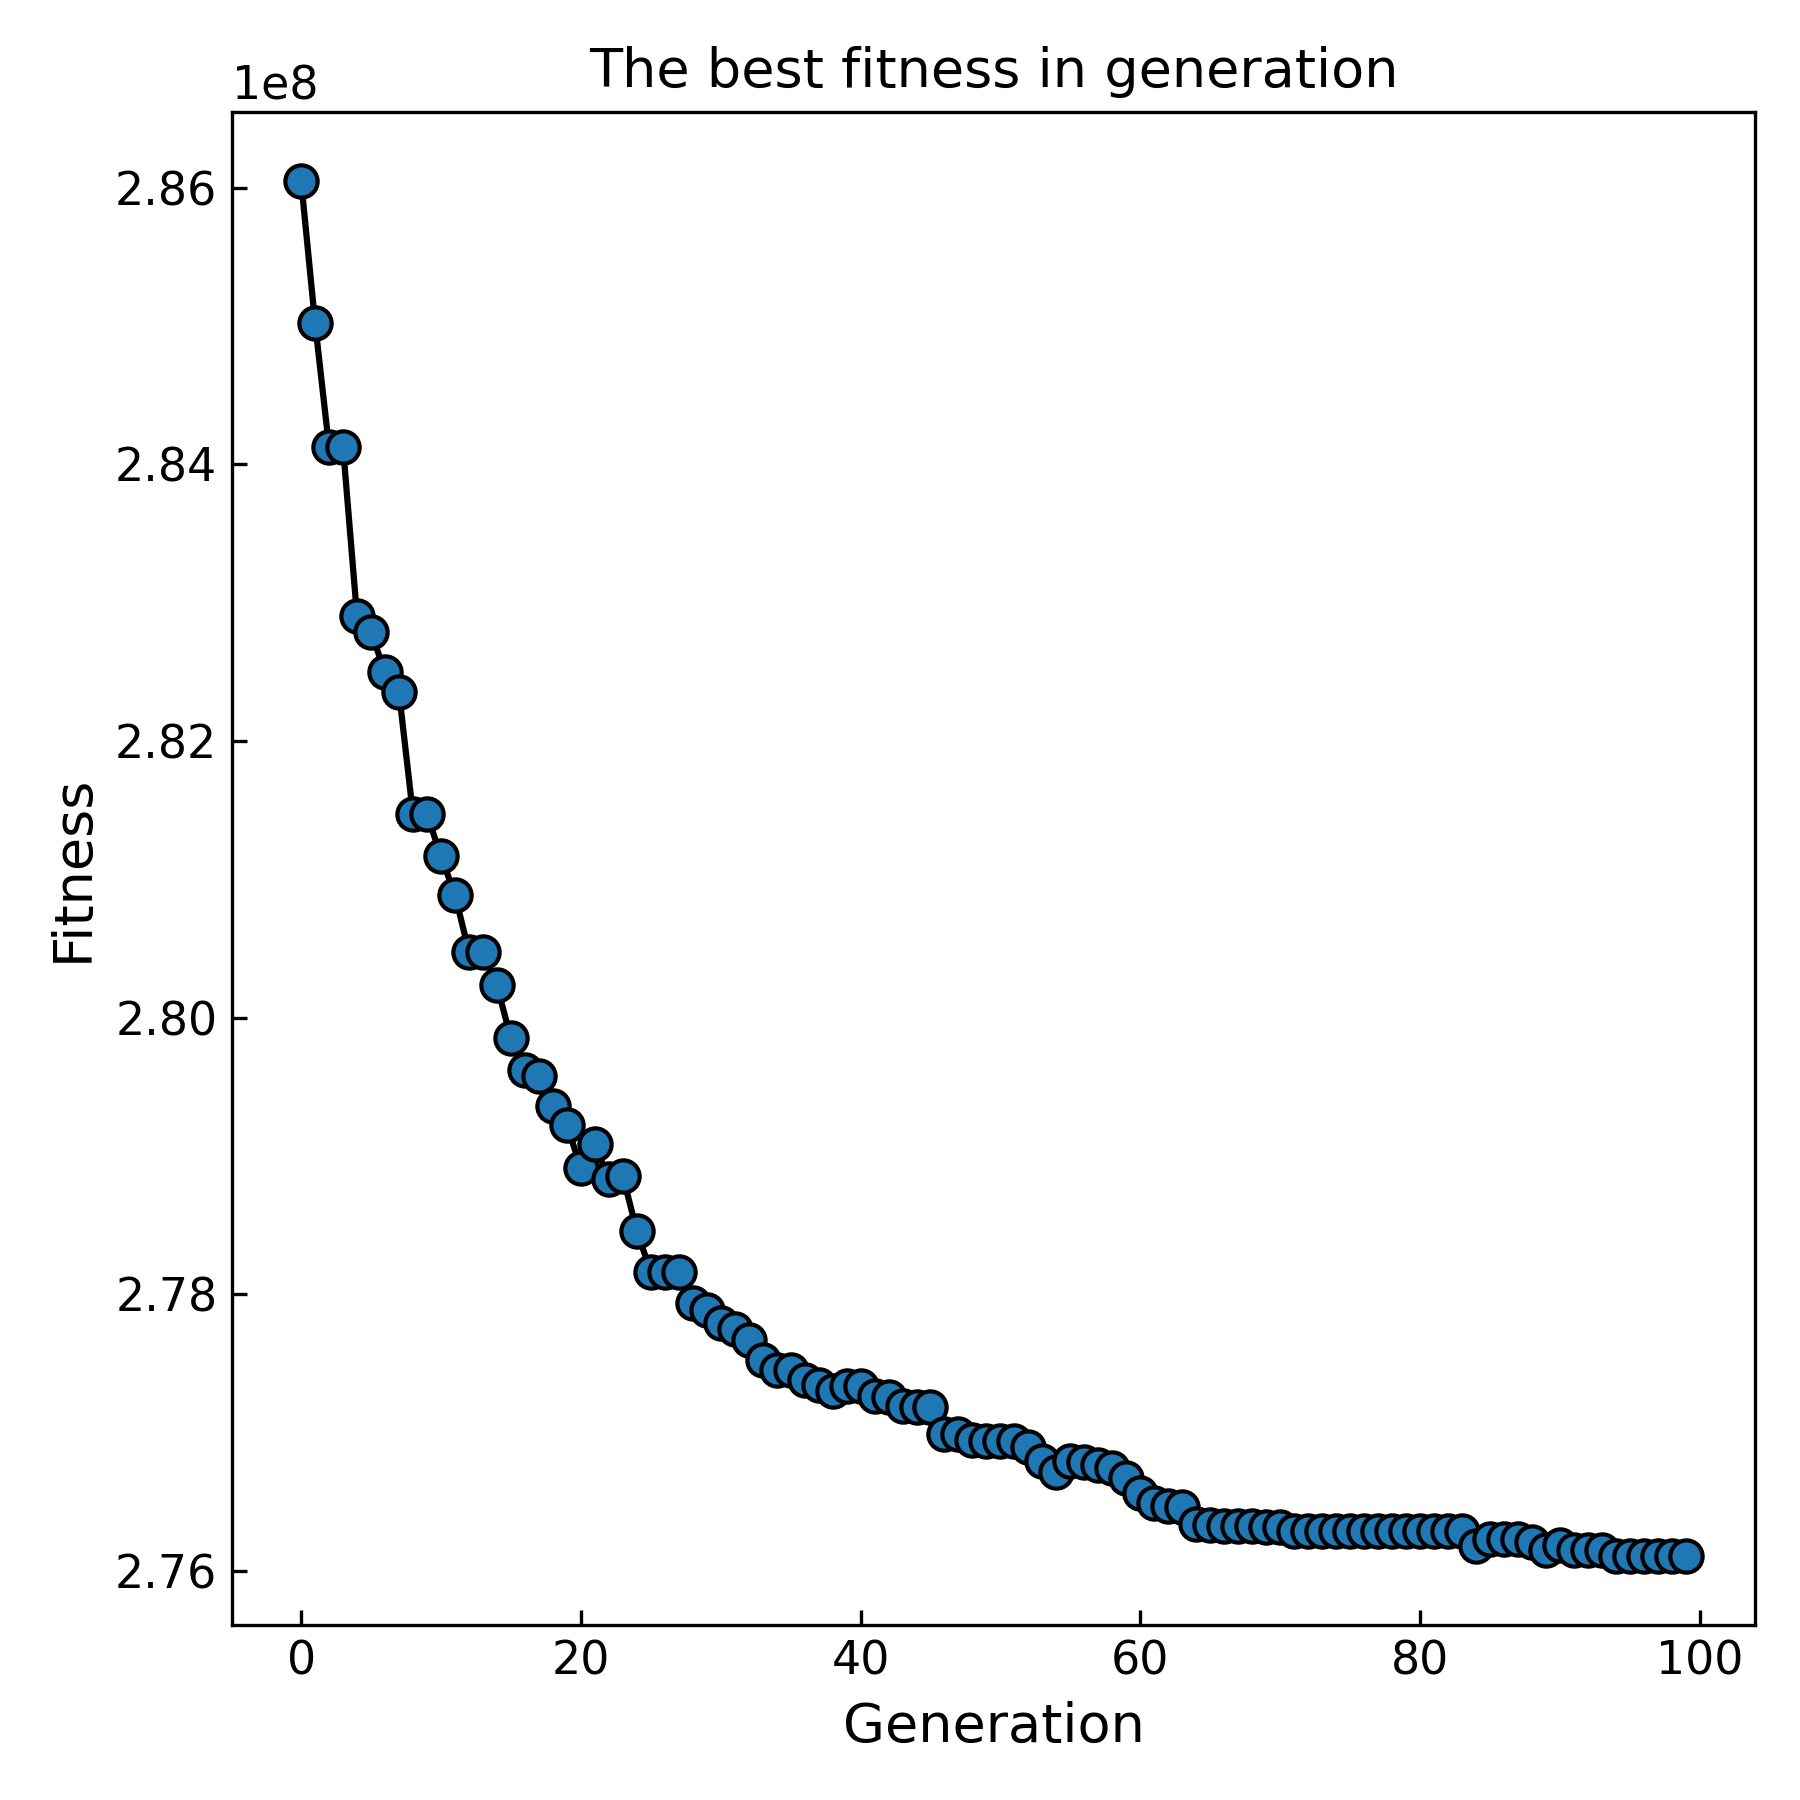 The best fitness in generation
1e8
2.86
2.84
2.82
2.80
2.78
2.76
Fitness
0 20 40 60 80 100
Generation